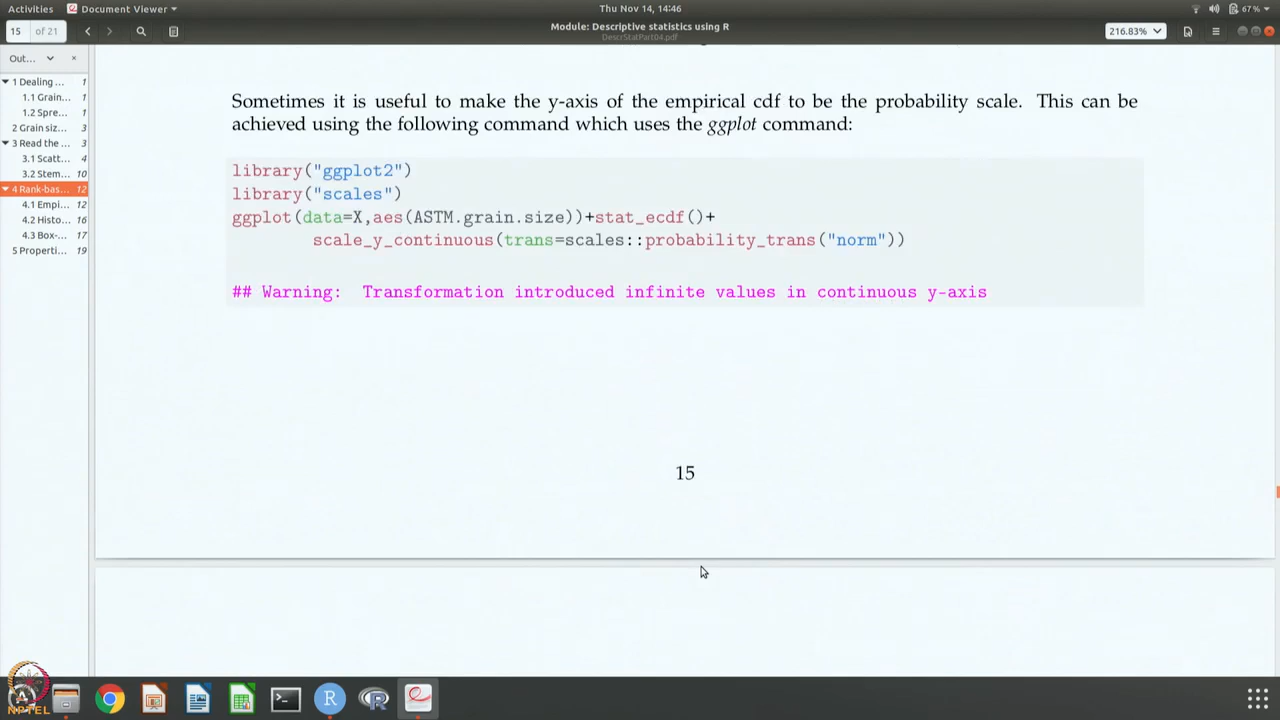 Activities
Document Viewer
Thu Nov 14, 14:46
67 %
15
of 21
Module: Descriptive statistics using R
DescrStatPart04.pdf
216.83%
Out...
1 Dealing ... 1
1.1 Grain... 1
1.2 Spre... 1
2 Grain siz... 3
3 Read the ... 3
3.1 Scatt... 4
3.2 Stem... 10
4 Rank-bas... 12
4.1 Empi... 12
4.2 Histo... 16
4.3 Box-... 17
5 Properti... 19
Sometimes it is useful to make the y-axis of the empirical cdf to be the probability scale. This can be
achieved using the following command which uses the ggplot command:
library("ggplot2")
library("scales")
ggplot(data=X,aes(ASTM.grain.size))+stat_ecdf()+
scale_y_continuous(trans=scales::probability_trans("norm"))
## Warning: Transformation introduced infinite values in continuous y-axis
15
NPTEL